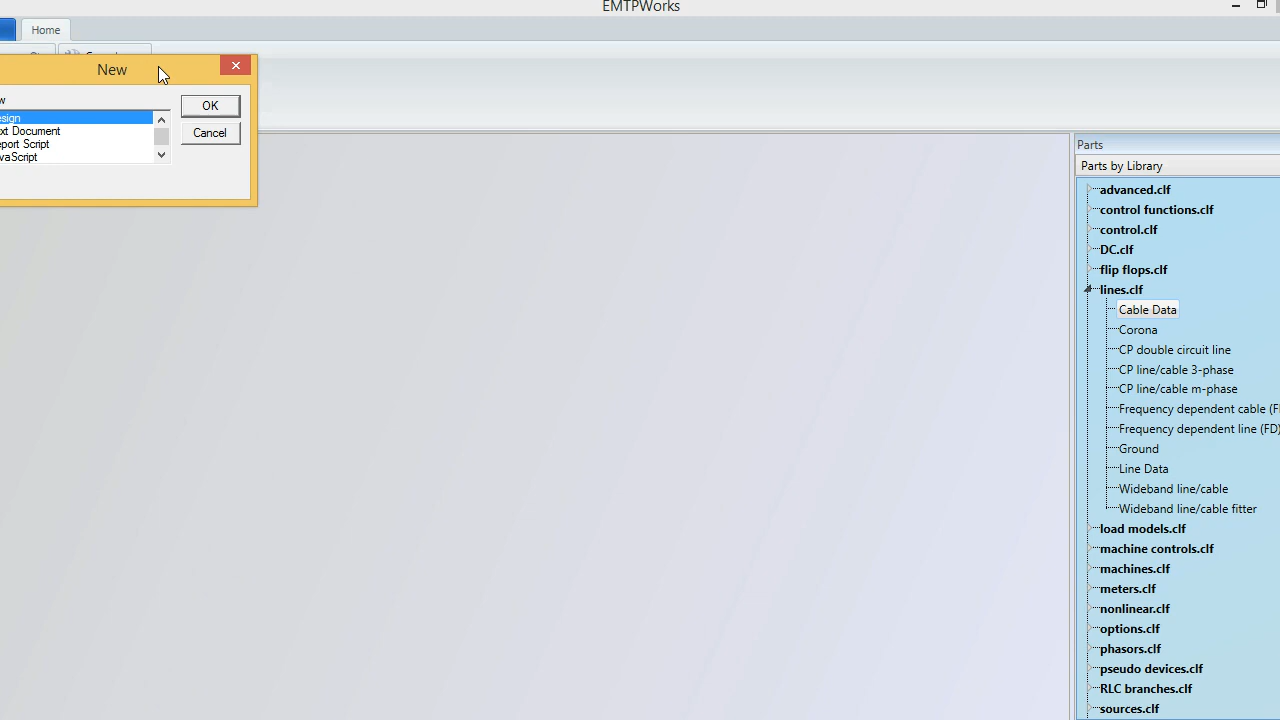 EMTPWorks
Home
New
OK
Cancel
Parts
Parts by Library
advanced.clf
control functions.clf
control.clf
DC.clf
flip flops.clf
lines.clf
Cable Data
Corona
CP double circuit line
CP line/cable 3-phase
CP line/cable m-phase
Frequency dependent cable (F
Frequency dependent line (FD)
Ground
Line Data
Wideband line/cable
Wideband line/cable fitter
load models.clf
machine controls.clf
machines.clf
meters.clf
nonlinear.clf
options.clf
phasors.clf
pseudo devices.clf
RLC branches.clf
sources.clf
w
esign
xt Document
eport Script
vaScript